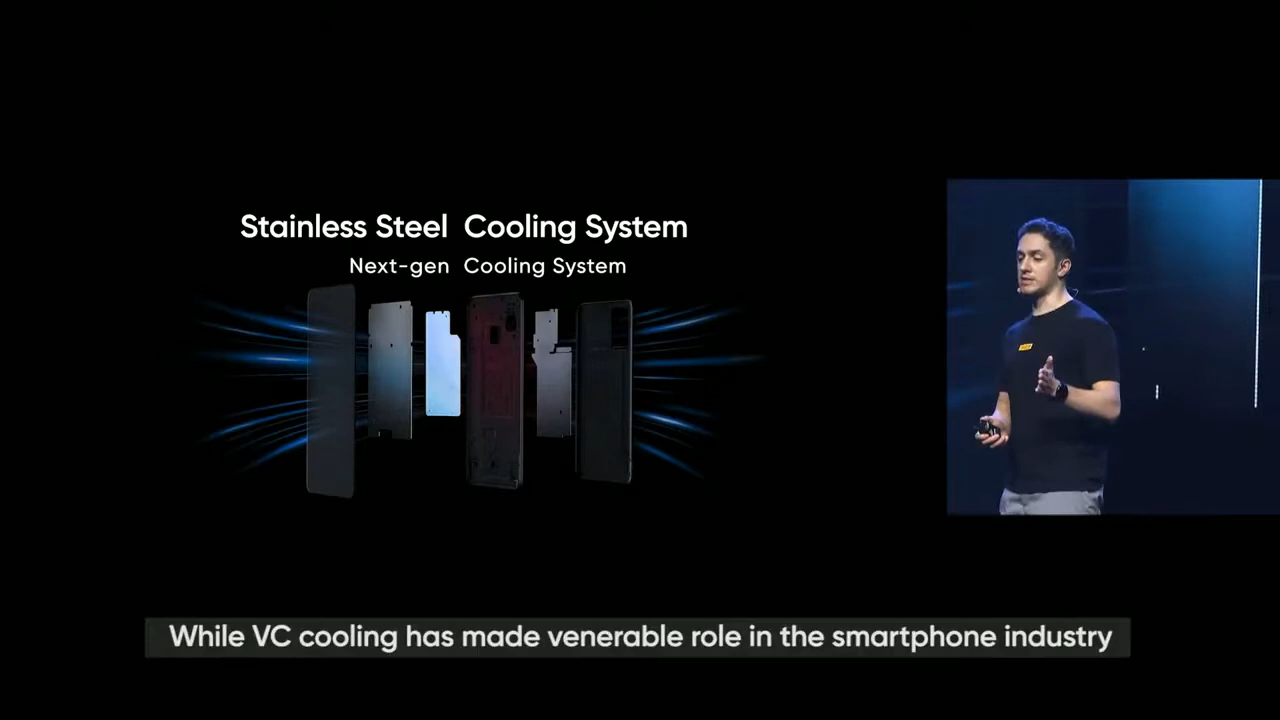 Stainless Steel Cooling System
Next-gen Cooling System
While VC cooling has made venerable role in the smartphone industry